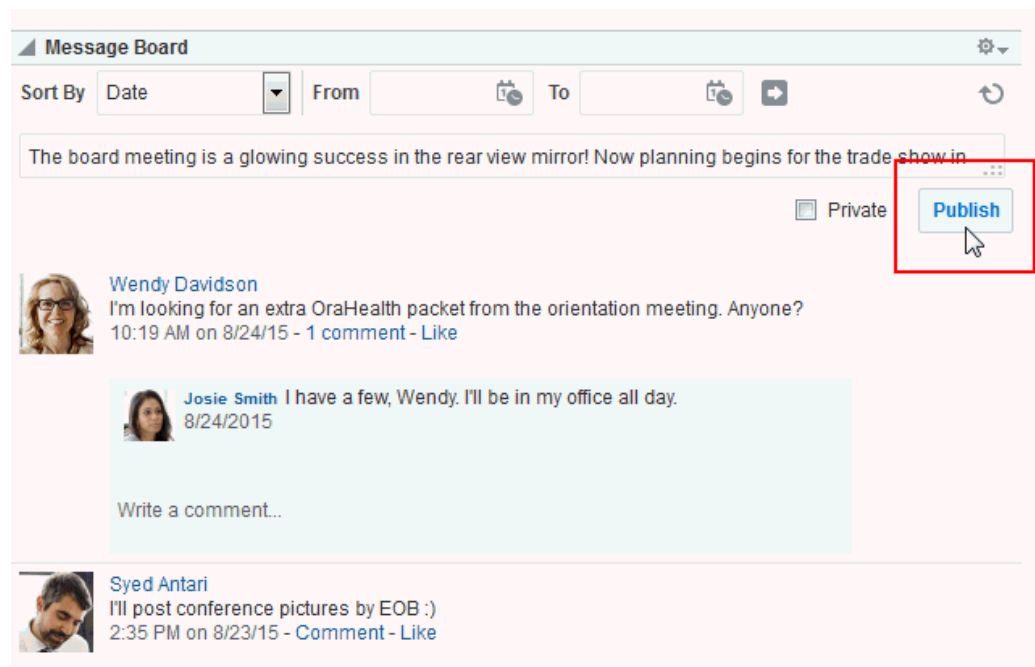 Message Board
Sort By Date From To
The board meeting is a glowing success in the rear view mirror! Now planning begins for the trade show in
Private Publish
Wendy Davidson
I'm looking for an extra OraHealth packet from the orientation meeting. Anyone?
10:19 AM on 8/24/15 - 1 comment - Like
Josie Smith I have a few, Wendy. I'll be in my office all day.
8/24/2015
Write a comment...
Syed Antari
I'll post conference pictures by EOB :)
2:35 PM on 8/23/15 - Comment - Like